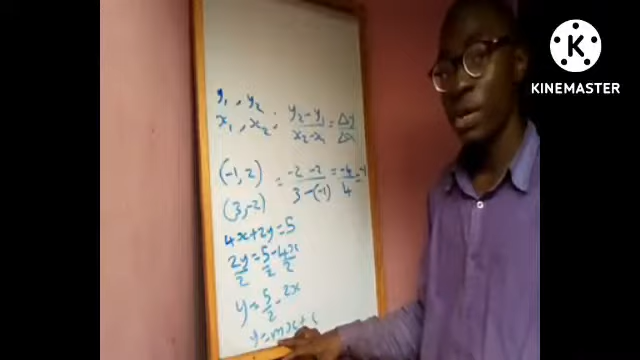 y₁, y₂
x₁, x₂ : y₂ - y₁ / x₂ - x₁ = Δy / Δx
(-1, 2)
(3, -2) = -2 - 2 / 3 - (-1) = -4 / 4 = -1
4x + 2y = 5
2y/2 = 5/2 - 4x/2
y = 5/2 - 2x
y = mx + c
K
KINEMASTER